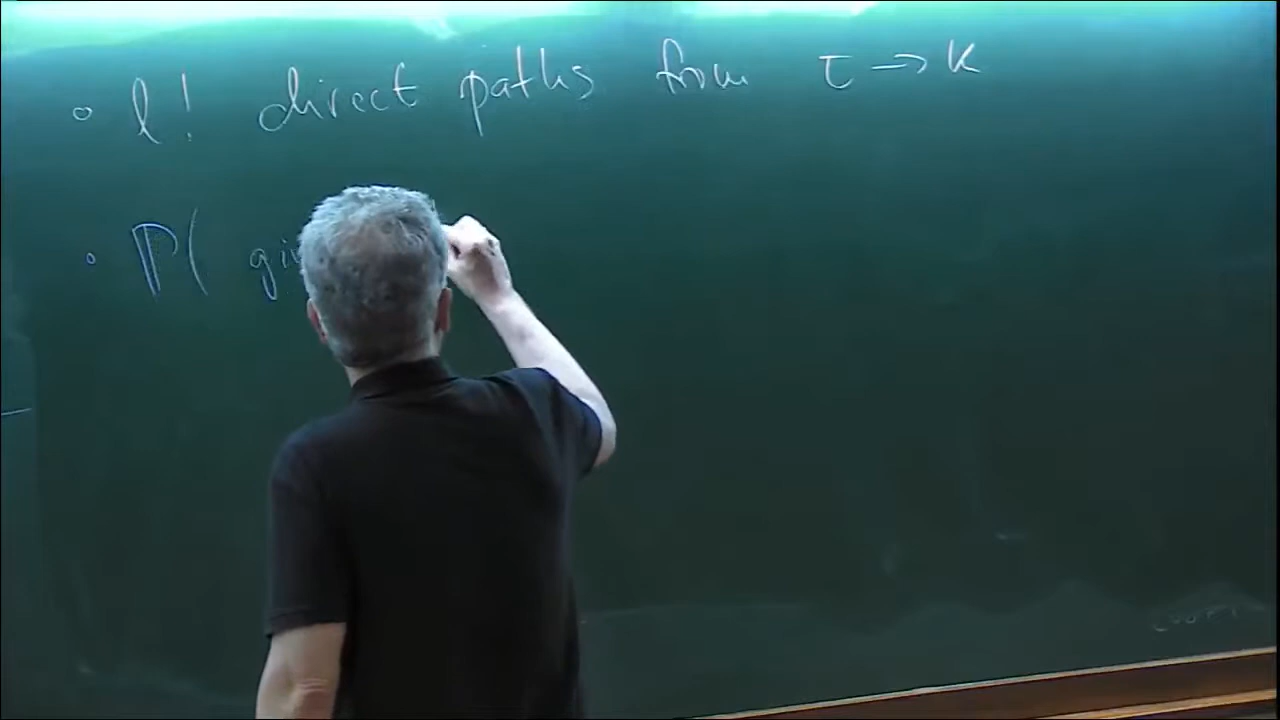 • l! direct paths from τ → K
• ℙ( gi